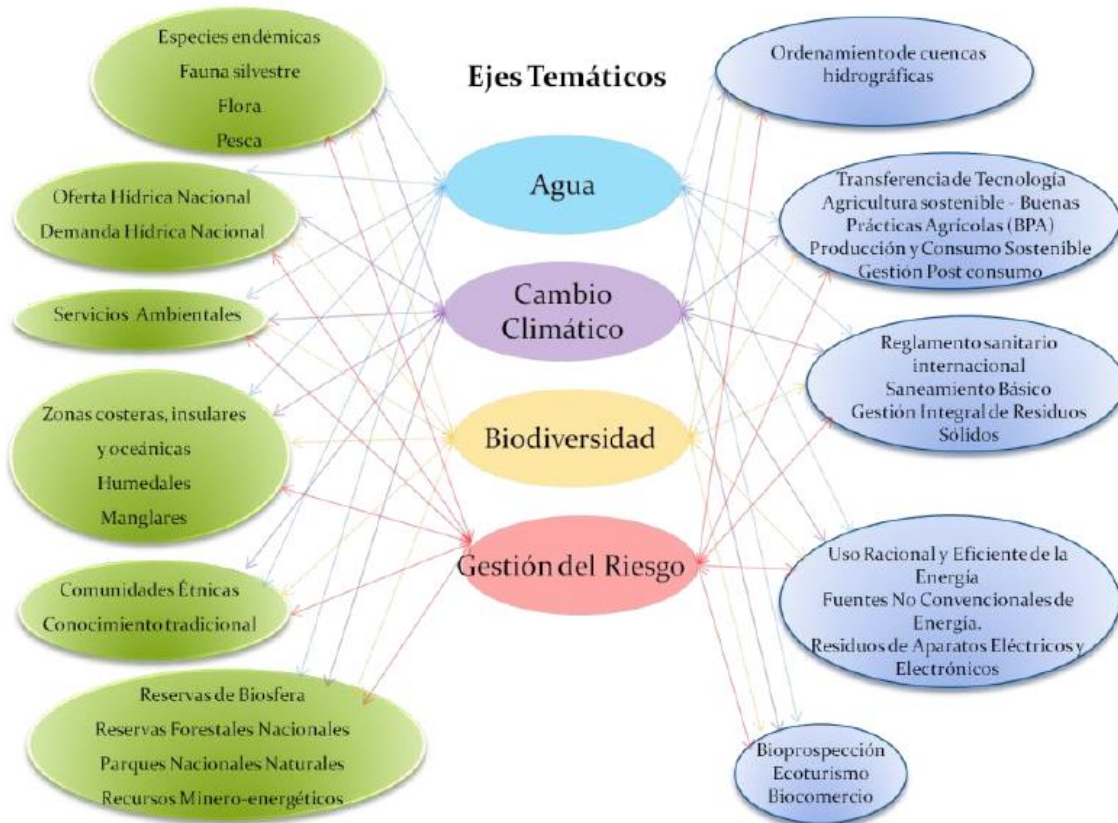 Ejes Temáticos
Especies endémicas
Fauna silvestre
Flora
Pesca
Oferta Hídrica Nacional
Demanda Hídrica Nacional
Servicios Ambientales
Zonas costeras, insulares
y oceánicas
Humedales
Manglares
Comunidades Étnicas
Conocimiento tradicional
Reservas de Biosfera
Reservas Forestales Nacionales
Parques Nacionales Naturales
Recursos Minero-energéticos
Agua
Cambio
Climático
Biodiversidad
Gestión del Riesgo
Ordenamiento de cuencas
hidrográficas
Transferencia de Tecnología
Agricultura sostenible - Buenas
Prácticas Agrícolas (BPA)
Producción y Consumo Sostenible
Gestión Post consumo
Reglamento sanitario
internacional
Saneamiento Básico
Gestión Integral de Residuos
Sólidos
Uso Racional y Eficiente de la
Energía
Fuentes No Convencionales de
Energía.
Residuos de Aparatos Eléctricos y
Electrónicos
Bioprospección
Ecoturismo
Biocomercio